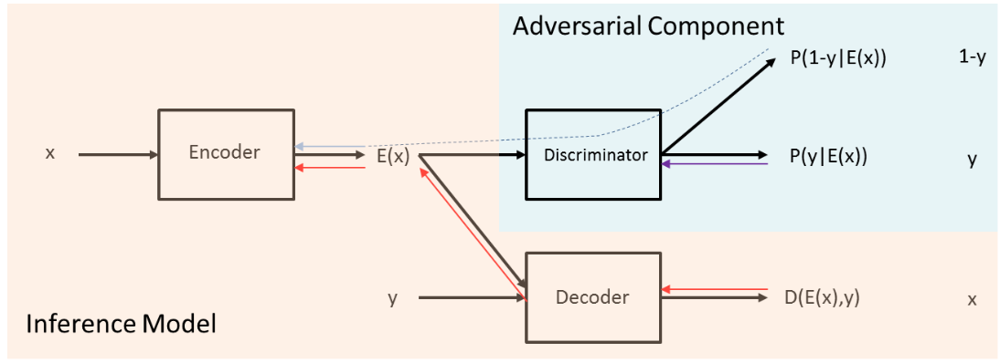 Adversarial Component
P(1-y|E(x)) 1-y
x Encoder E(x) Discriminator P(y|E(x)) y
y Decoder D(E(x),y) x
Inference Model